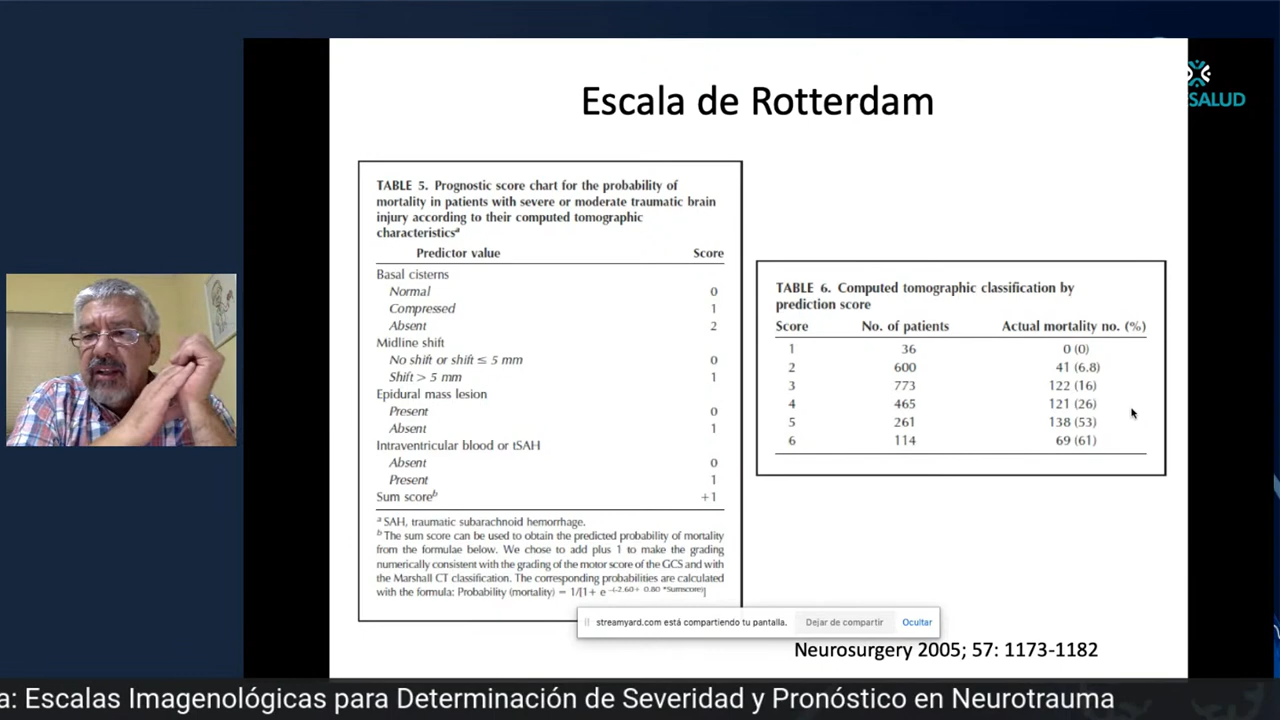 Escala de Rotterdam
SALUD
TABLE 5. Prognostic score chart for the probability of
mortality in patients with severe or moderate traumatic brain
injury according to their computed tomographic
characteristicsᵃ
Predictor value Score
Basal cisterns
Normal 0
Compressed 1
Absent 2
Midline shift
No shift or shift ≤ 5 mm 0
Shift > 5 mm 1
Epidural mass lesion
Present 0
Absent 1
Intraventricular blood or tSAH
Absent 0
Present 1
Sum scoreᵇ +1
ᵃ SAH, traumatic subarachnoid hemorrhage.
ᵇ The sum score can be used to obtain the predicted probability of mortality
from the formulae below. We chose to add plus 1 to make the grading
numerically consistent with the grading of the motor score of the GCS and with
the Marshall CT classification. The corresponding probabilities are calculated
with the formula: Probability (mortality) = 1/[1+ e
TABLE 6. Computed tomographic classification by
prediction score
Score No. of patients Actual mortality no. (%)
1 36 0 (0)
2 600 41 (6.8)
3 773 122 (16)
4 465 121 (26)
5 261 138 (53)
6 114 69 (61)
streamyard.com está compartiendo tu pantalla. Dejar de compartir Ocultar
Neurosurgery 2005; 57: 1173-1182
a: Escalas Imagenológicas para Determinación de Severidad y Pronóstico en Neurotrauma